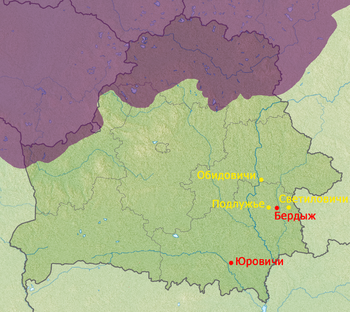 Обидовичи
Светиловичи
Подлужье
Бердыж
Юровичи